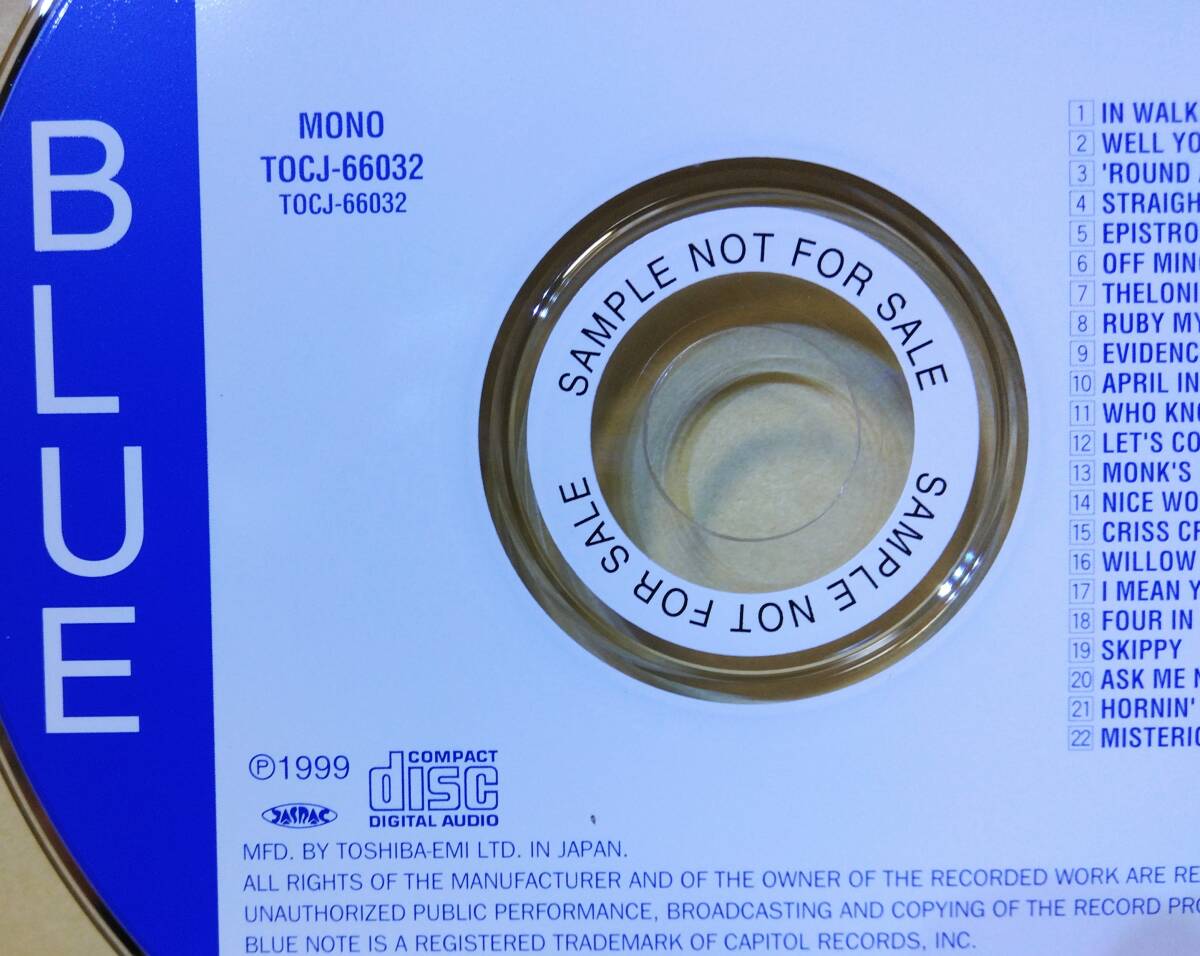 BLUE
MONO
TOCJ-66032
TOCJ-66032
SAMPLE NOT FOR SALE
SAMPLE NOT FOR SALE
1 IN WALK
2 WELL YO
3 'ROUND
4 STRAIGH
5 EPISTRO
6 OFF MIN
7 THELONI
8 RUBY MY
9 EVIDENC
10 APRIL IN
11 WHO KN
12 LET'S CO
13 MONK'S
14 NICE WO
15 CRISS CR
16 WILLOW
17 I MEAN Y
18 FOUR IN
19 SKIPPY
20 ASK ME N
21 HORNIN'
22 MISTERIO
℗1999
COMPACT
disc
DIGITAL AUDIO
JASRAC
MFD. BY TOSHIBA-EMI LTD. IN JAPAN.
ALL RIGHTS OF THE MANUFACTURER AND OF THE OWNER OF THE RECORDED WORK ARE RE
UNAUTHORIZED PUBLIC PERFORMANCE, BROADCASTING AND COPYING OF THE RECORD PRO
BLUE NOTE IS A REGISTERED TRADEMARK OF CAPITOL RECORDS, INC.